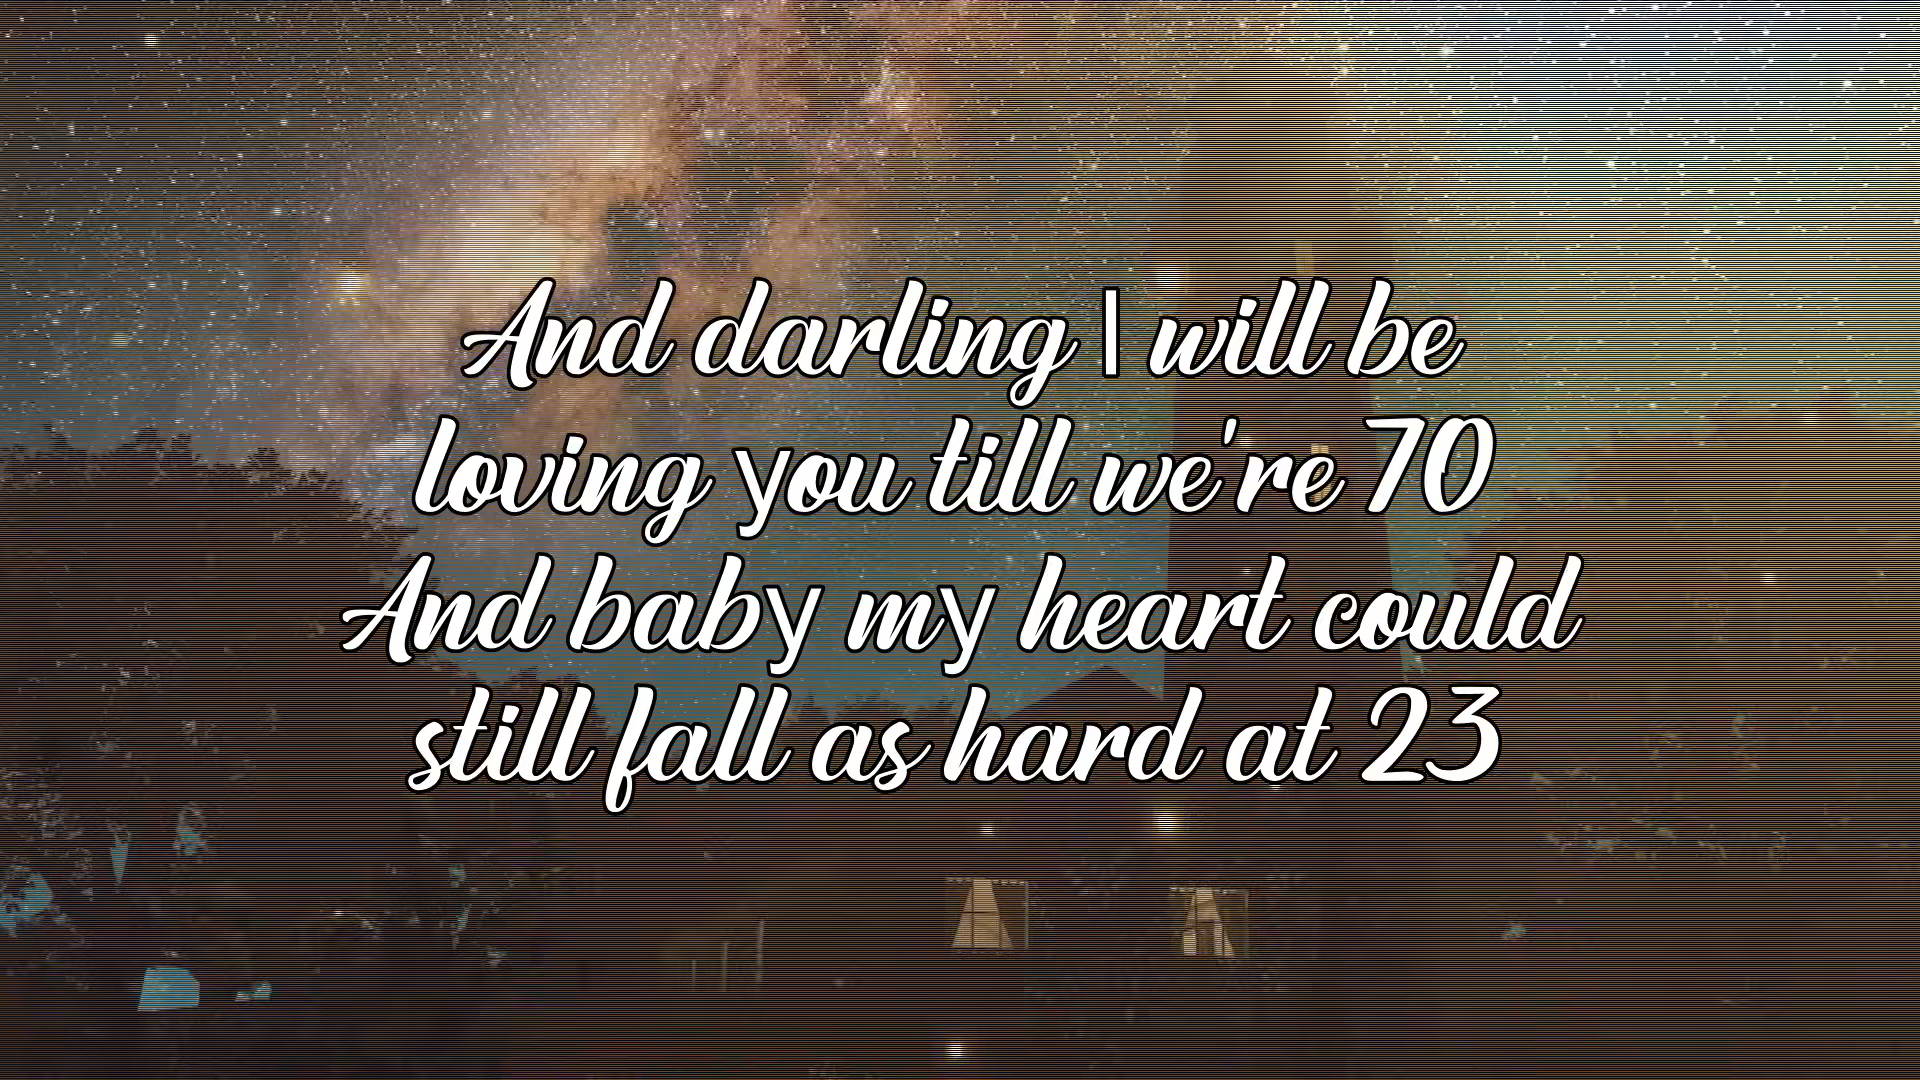 And darling I will be
loving you till we're 70
And baby my heart could
still fall as hard at 23